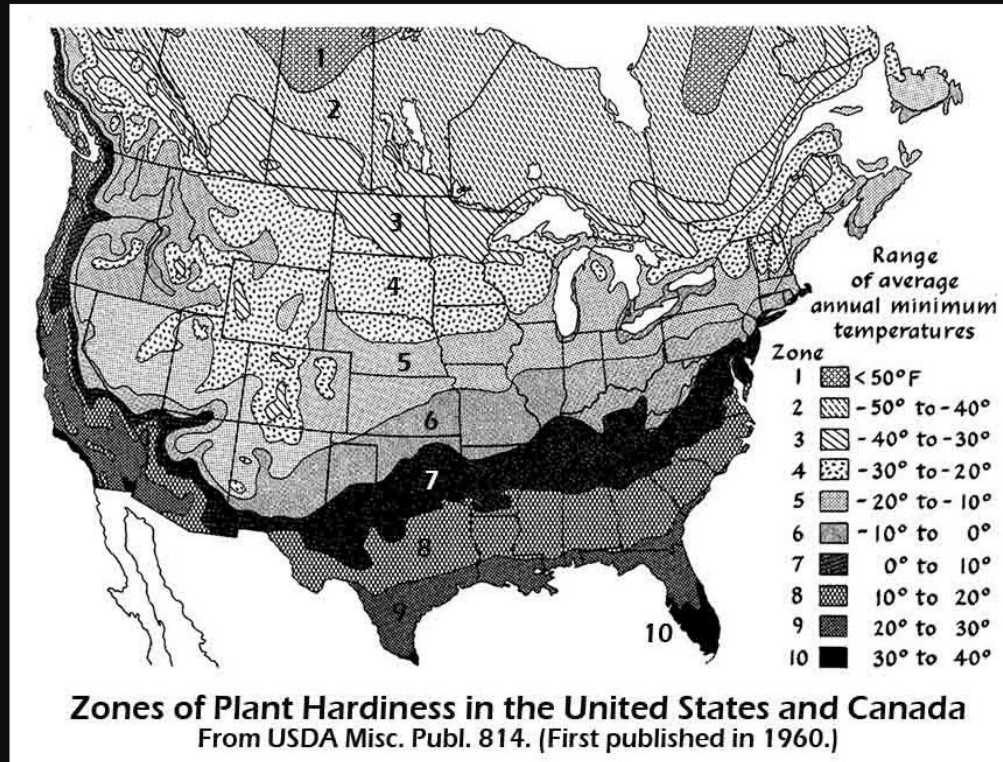 1
2
3
4
5
6
7
8
9
10
Range
of average
annual minimum
temperatures
Zone
1 < 50°F
2 -50° to -40°
3 -40° to -30°
4 -30° to -20°
5 -20° to -10°
6 -10° to 0°
7 0° to 10°
8 10° to 20°
9 20° to 30°
10 30° to 40°
Zones of Plant Hardiness in the United States and Canada
From USDA Misc. Publ. 814. (First published in 1960.)